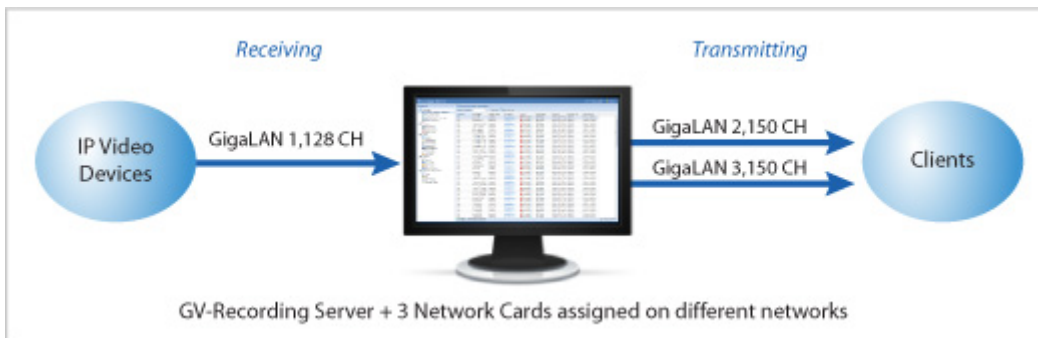 Receiving
Transmitting
IP Video
Devices
GigaLAN 1,128 CH
GigaLAN 2,150 CH
GigaLAN 3,150 CH
Clients
GV-Recording Server + 3 Network Cards assigned on different networks